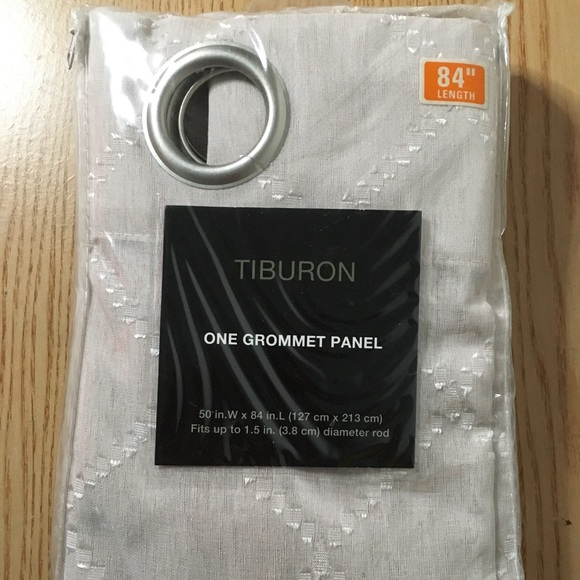 84"
LENGTH
TIBURON
ONE GROMMET PANEL
50 in.W x 84 in.L (127 cm x 213 cm)
Fits up to 1.5 in. (3.8 cm) diameter rod